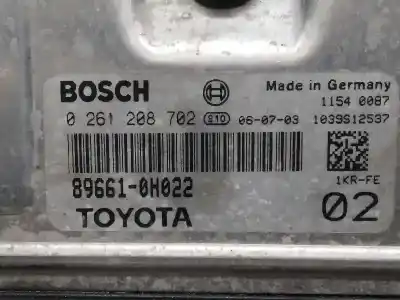 BOSCH Made in Germany
1154 0087
0 261 208 702 S10 06-07-03 1039S12537
89661-0H022
1KR-FE
TOYOTA 02